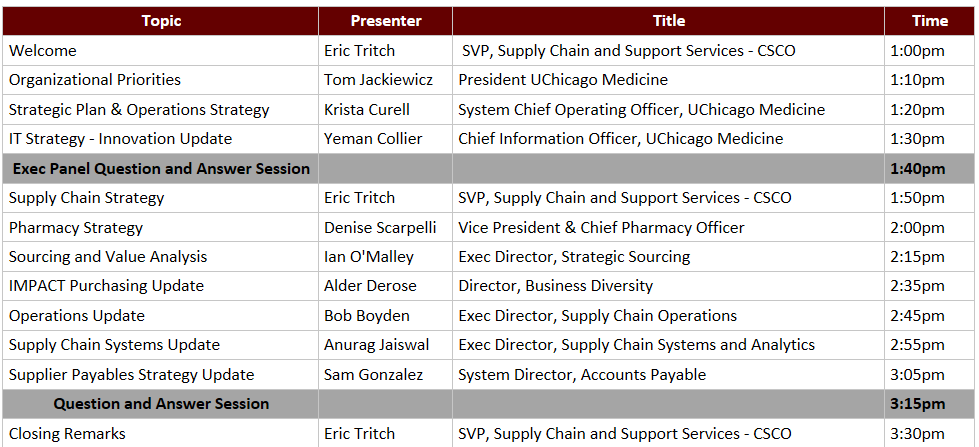 Topic Presenter Title Time
Welcome Eric Tritch SVP, Supply Chain and Support Services - CSCO 1:00pm
Organizational Priorities Tom Jackiewicz President UChicago Medicine 1:10pm
Strategic Plan & Operations Strategy Krista Curell System Chief Operating Officer, UChicago Medicine 1:20pm
IT Strategy - Innovation Update Yeman Collier Chief Information Officer, UChicago Medicine 1:30pm
Exec Panel Question and Answer Session 1:40pm
Supply Chain Strategy Eric Tritch SVP, Supply Chain and Support Services - CSCO 1:50pm
Pharmacy Strategy Denise Scarpelli Vice President & Chief Pharmacy Officer 2:00pm
Sourcing and Value Analysis Ian O'Malley Exec Director, Strategic Sourcing 2:15pm
IMPACT Purchasing Update Alder Derose Director, Business Diversity 2:35pm
Operations Update Bob Boyden Exec Director, Supply Chain Operations 2:45pm
Supply Chain Systems Update Anurag Jaiswal Exec Director, Supply Chain Systems and Analytics 2:55pm
Supplier Payables Strategy Update Sam Gonzalez System Director, Accounts Payable 3:05pm
Question and Answer Session 3:15pm
Closing Remarks Eric Tritch SVP, Supply Chain and Support Services - CSCO 3:30pm